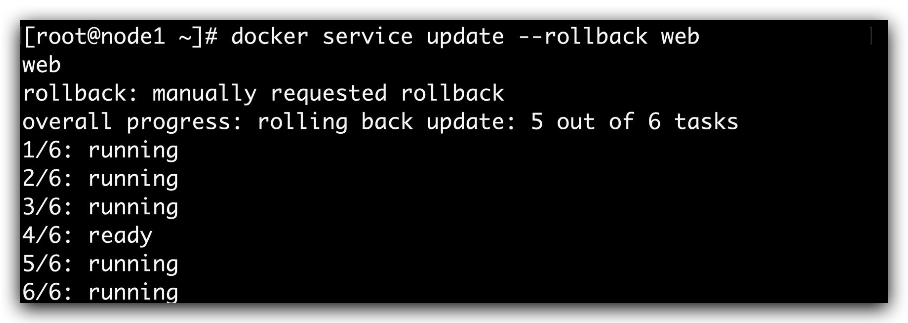 [root@node1 ~]# docker service update --rollback web
web
rollback: manually requested rollback
overall progress: rolling back update: 5 out of 6 tasks
1/6: running
2/6: running
3/6: running
4/6: ready
5/6: running
6/6: running